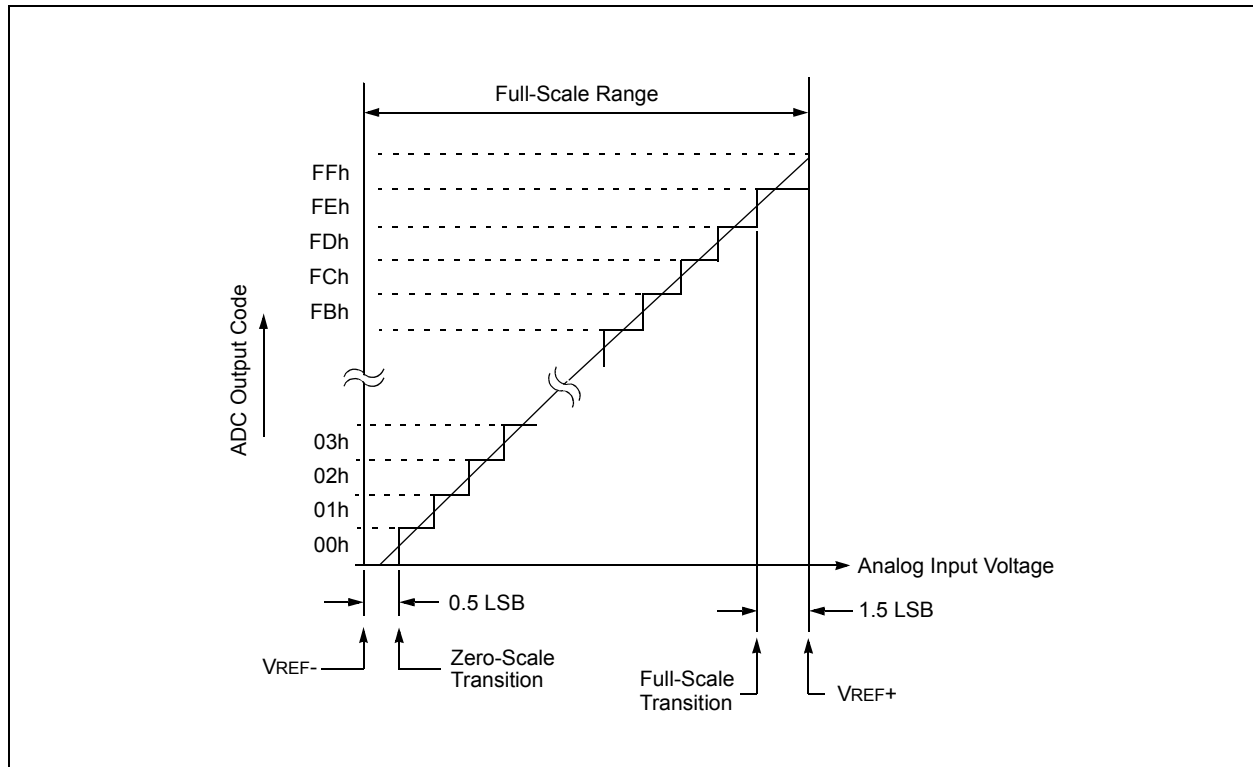 Full-Scale Range
FFh
FEh
FDh
FCh
FBh
ADC Output Code
03h
02h
01h
00h
Analog Input Voltage
0.5 LSB
1.5 LSB
VREF-
Zero-Scale
Transition
Full-Scale
Transition
VREF+